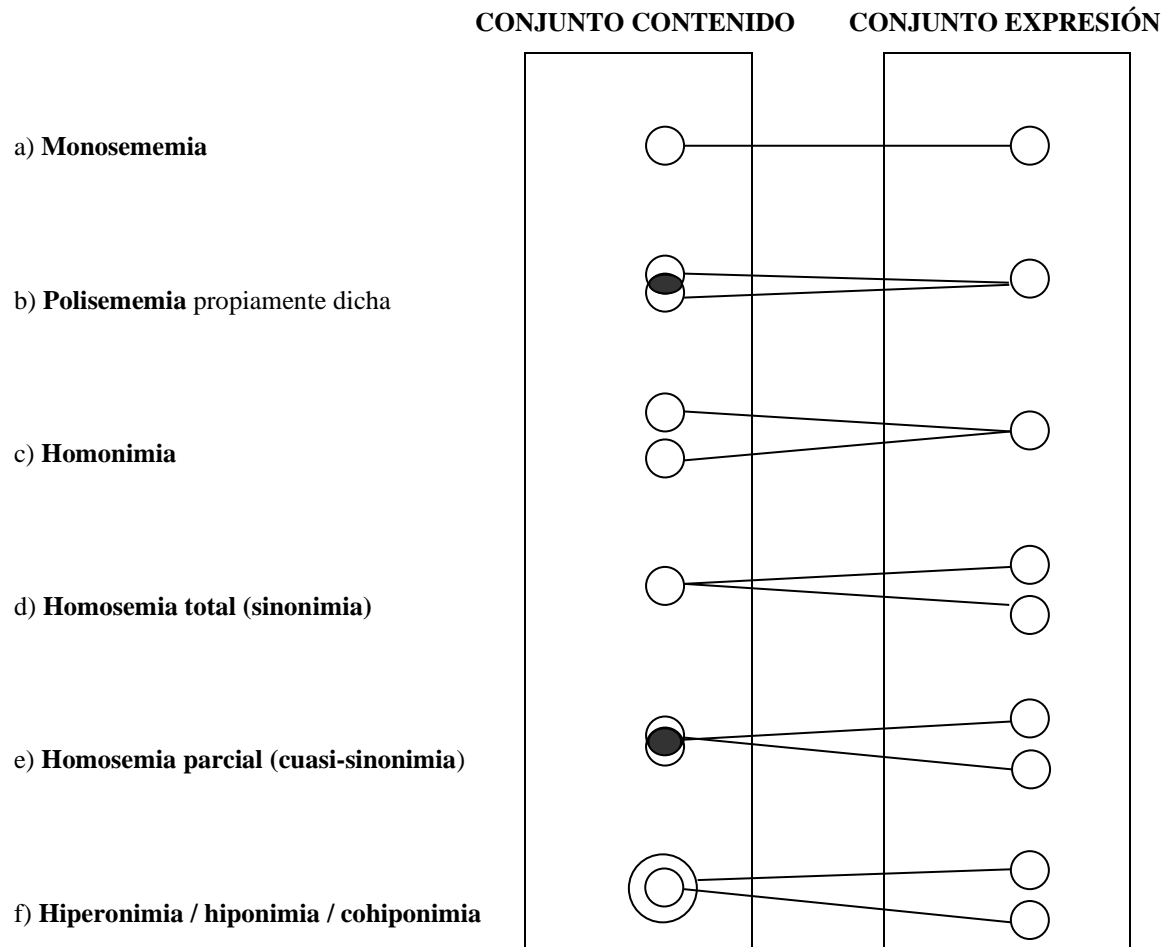 CONJUNTO CONTENIDO CONJUNTO EXPRESIÓN
a) Monosememia
b) Polisememia propiamente dicha
c) Homonimia
d) Homosemia total (sinonimia)
e) Homosemia parcial (cuasi-sinonimia)
f) Hiperonimia / hiponimia / cohiponimia